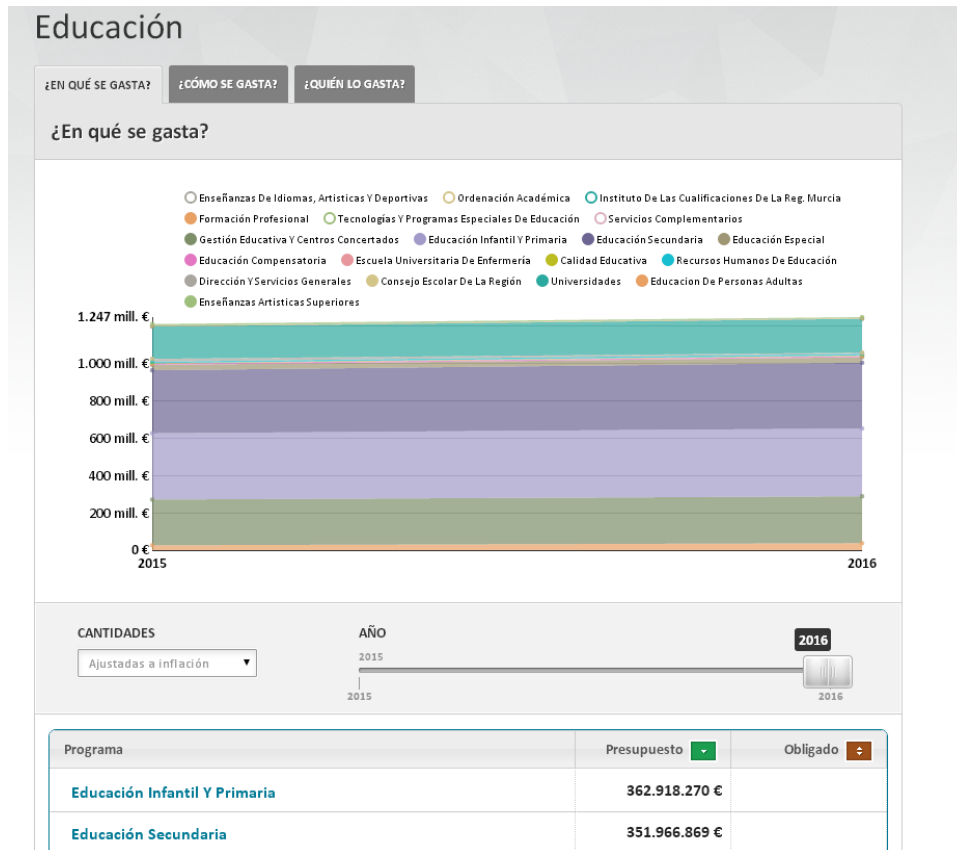 Educación
¿EN QUÉ SE GASTA? ¿CÓMO SE GASTA? ¿QUIÉN LO GASTA?
¿En qué se gasta?
Enseñanzas De Idiomas, Artisticas Y Deportivas Ordenación Académica Instituto De Las Cualificaciones De La Reg. Murcia
Formación Profesional Tecnologías Y Programas Especiales De Educación Servicios Complementarios
Gestión Educativa Y Centros Concertados Educación Infantil Y Primaria Educación Secundaria Educación Especial
Educación Compensatoria Escuela Universitaria De Enfermería Calidad Educativa Recursos Humanos De Educación
Dirección Y Servicios Generales Consejo Escolar De La Región Universidades Educacion De Personas Adultas
Enseñanzas Artisticas Superiores
1.247 mill. €
1.000 mill. €
800 mill. €
600 mill. €
400 mill. €
200 mill. €
0 €
2015 2016
CANTIDADES AÑO
2016
Ajustadas a inflación 2015
2015 2016
Programa Presupuesto Obligado
Educación Infantil Y Primaria 362.918.270 €
Educación Secundaria 351.966.869 €